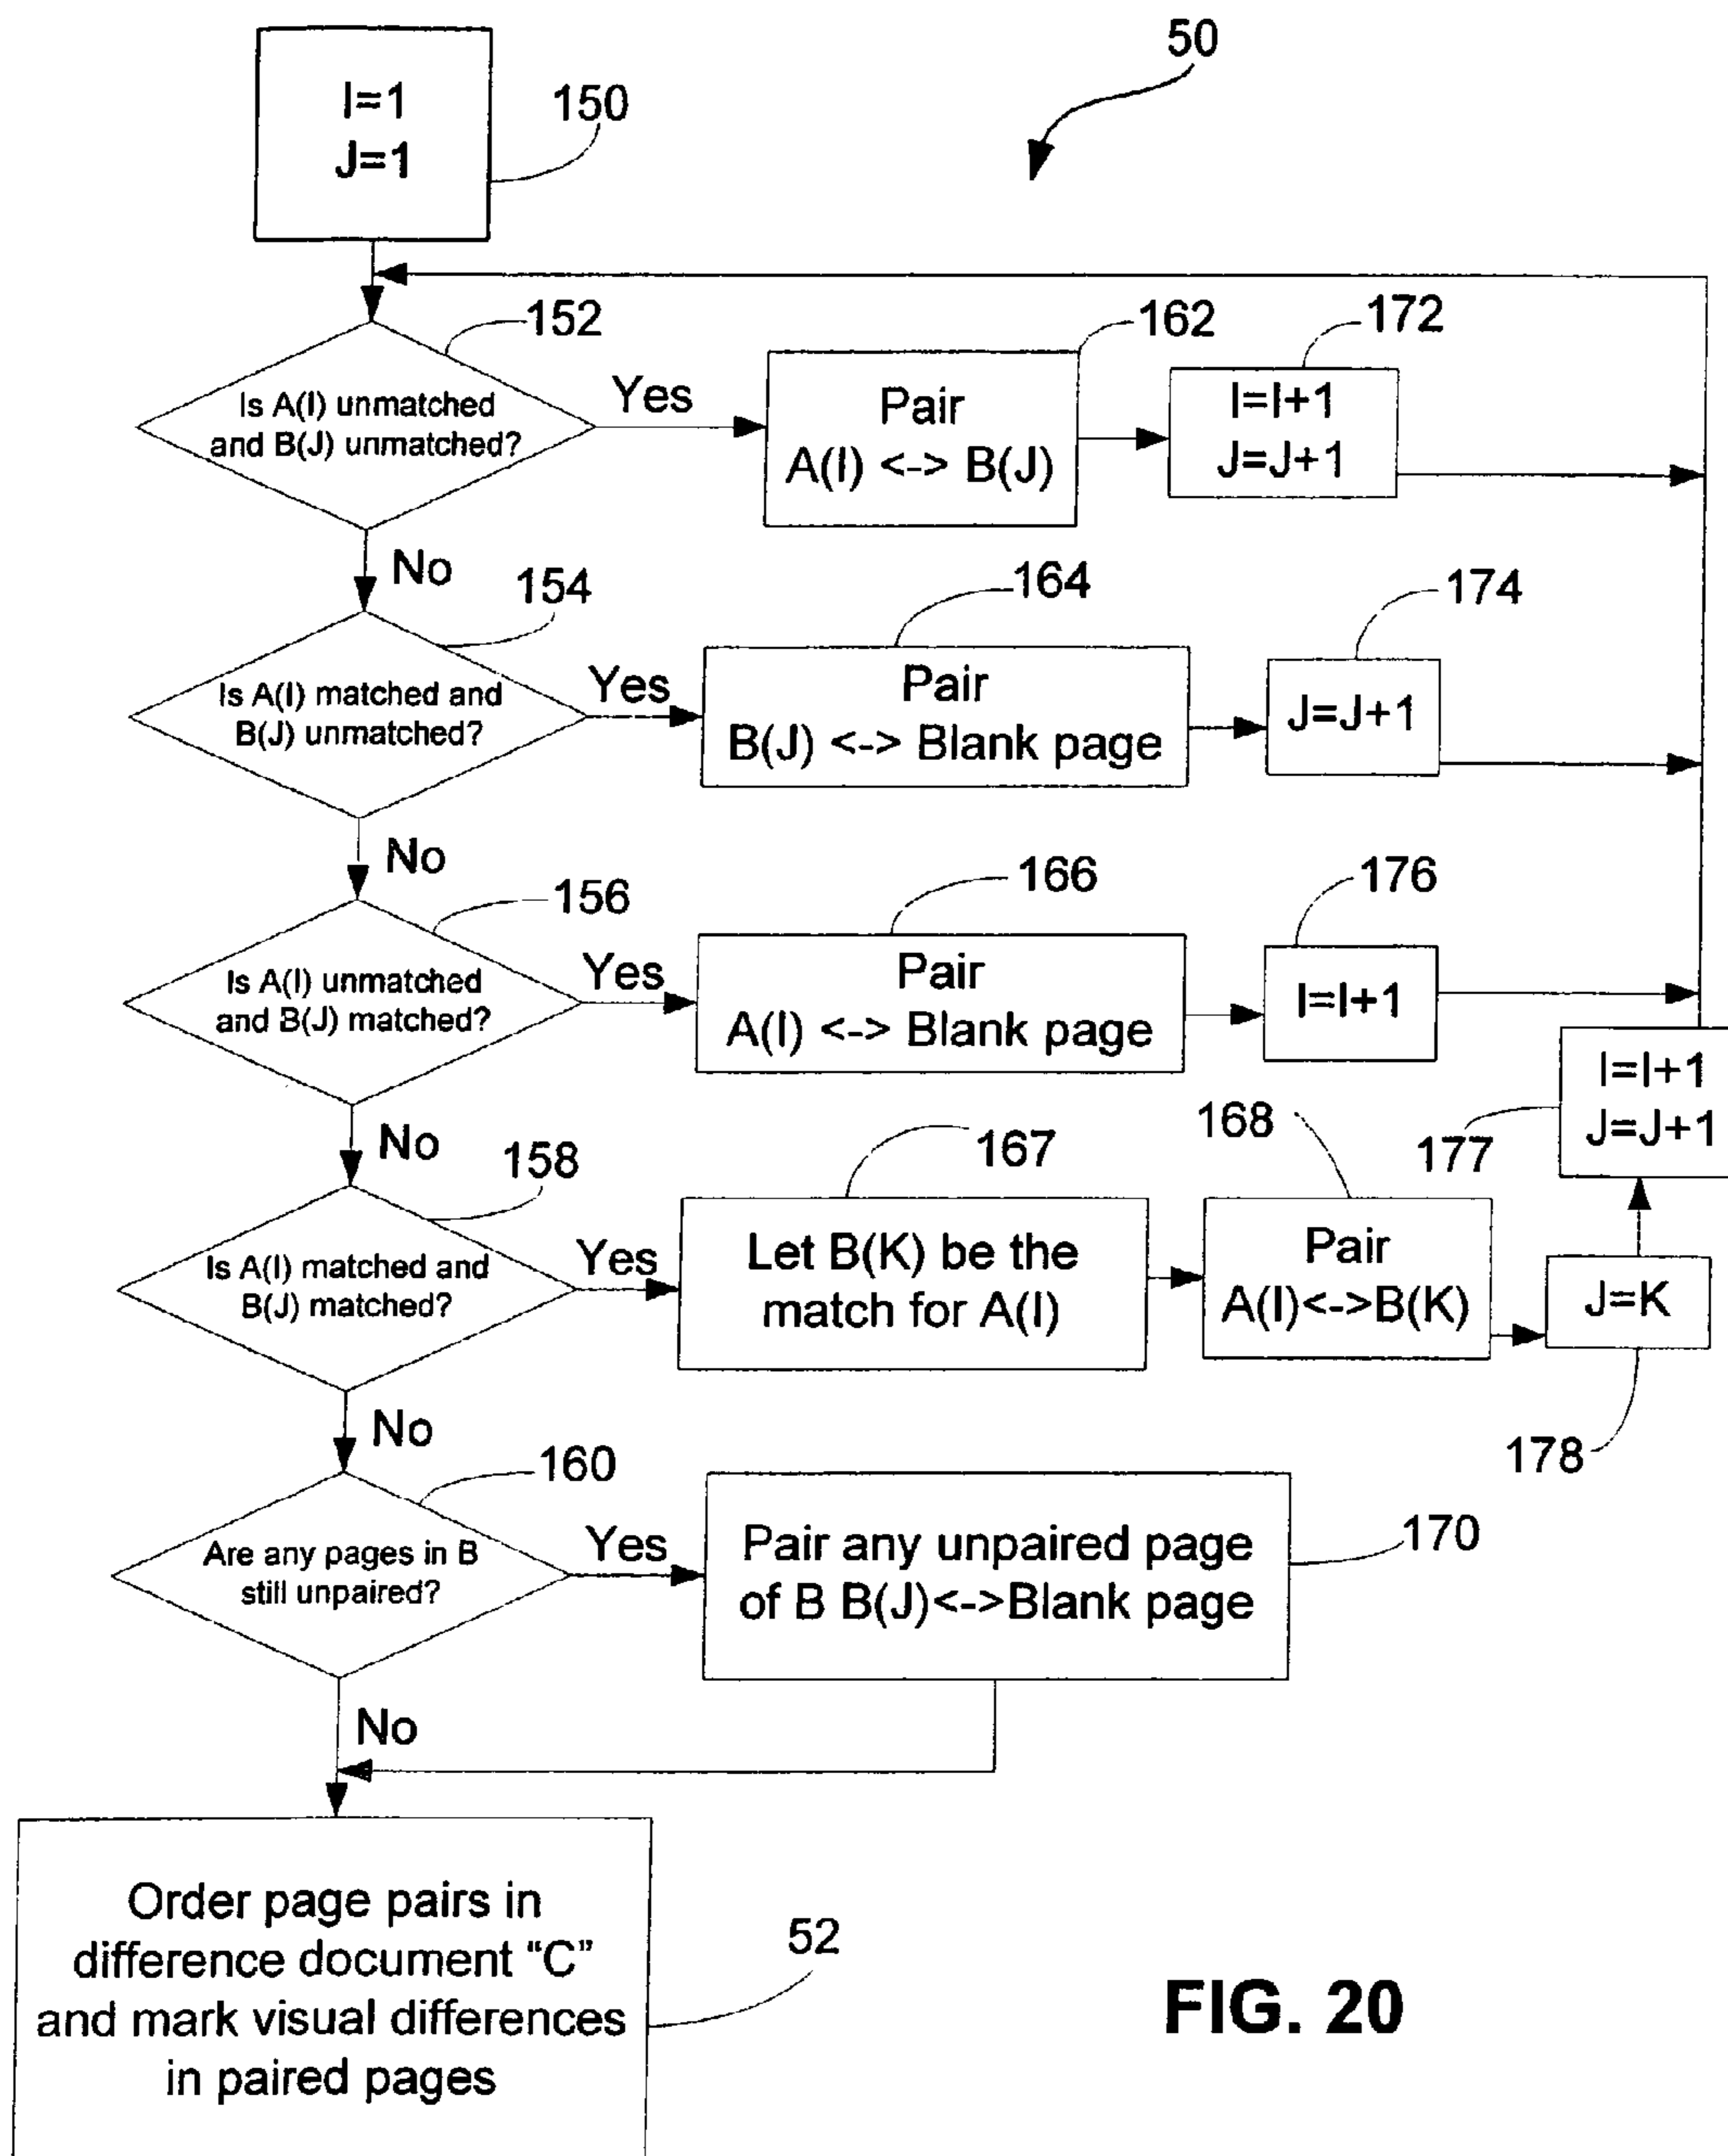 50
I=1
J=1
150
152
Is A(I) unmatched
and B(J) unmatched?
Yes
162
Pair
A(I) <-> B(J)
172
I=I+1
J=J+1
No
154
Is A(I) matched and
B(J) unmatched?
Yes
164
Pair
B(J) <-> Blank page
174
J=J+1
No
156
Is A(I) unmatched
and B(J) matched?
Yes
166
Pair
A(I) <-> Blank page
176
I=I+1
I=I+1
J=J+1
177
No
158
Is A(I) matched and
B(J) matched?
Yes
167
Let B(K) be the
match for A(I)
168
Pair
A(I)<->B(K)
J=K
178
No
160
Are any pages in B
still unpaired?
Yes
Pair any unpaired page
of B B(J)<->Blank page
170
No
Order page pairs in
difference document “C”
and mark visual differences
in paired pages
52
FIG. 20